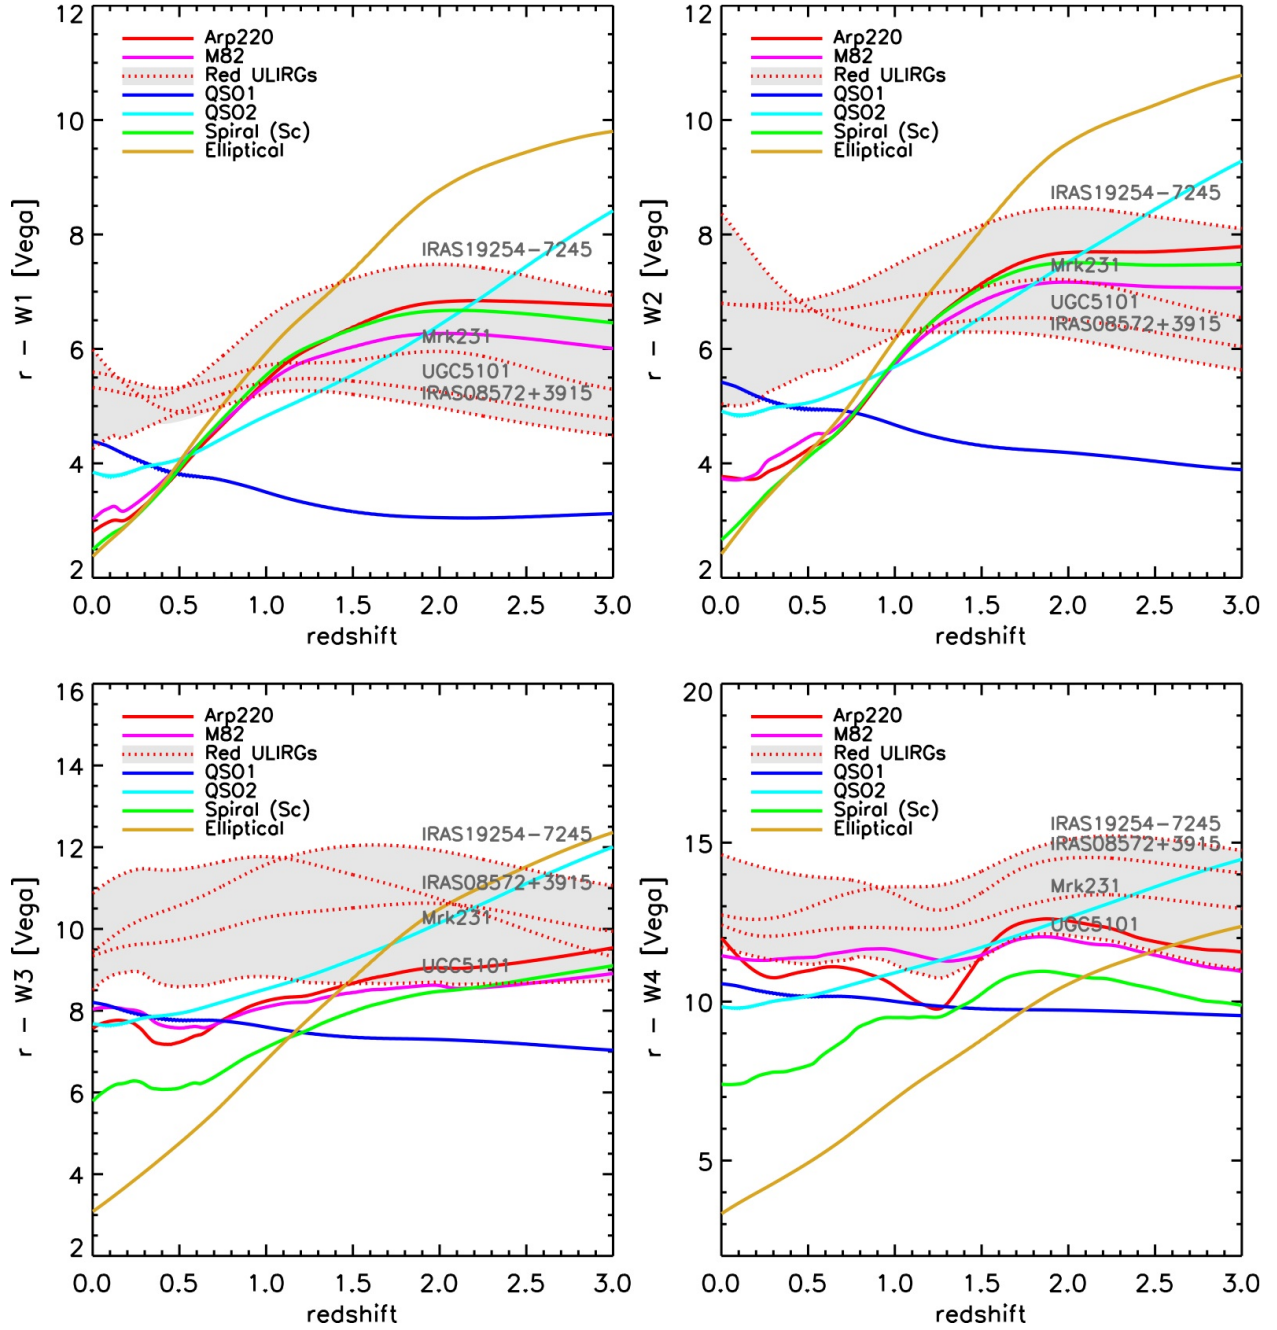 12
10
8
6
4
2
r − W1 [Vega]
Arp220
M82
Red ULIRGs
QSO1
QSO2
Spiral (Sc)
Elliptical
IRAS19254−7245
Mrk231
UGC5101
IRAS08572+3915
0.0 0.5 1.0 1.5 2.0 2.5 3.0
redshift
12
10
8
6
4
2
r − W2 [Vega]
Arp220
M82
Red ULIRGs
QSO1
QSO2
Spiral (Sc)
Elliptical
IRAS19254−7245
Mrk231
UGC5101
IRAS08572+3915
0.0 0.5 1.0 1.5 2.0 2.5 3.0
redshift
16
14
12
10
8
6
4
2
r − W3 [Vega]
Arp220
M82
Red ULIRGs
QSO1
QSO2
Spiral (Sc)
Elliptical
IRAS19254−7245
IRAS08572+3915
Mrk231
UGC5101
0.0 0.5 1.0 1.5 2.0 2.5 3.0
redshift
20
15
10
5
r − W4 [Vega]
Arp220
M82
Red ULIRGs
QSO1
QSO2
Spiral (Sc)
Elliptical
IRAS19254−7245
IRAS08572+3915
Mrk231
UGC5101
0.0 0.5 1.0 1.5 2.0 2.5 3.0
redshift